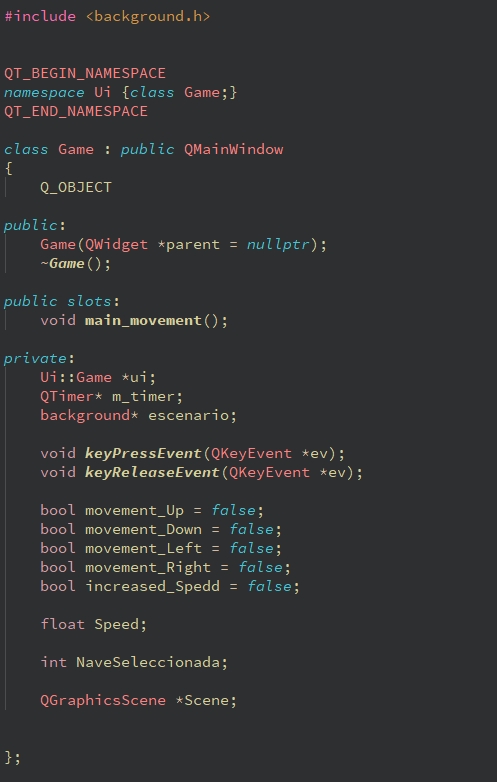 #include <background.h>
QT_BEGIN_NAMESPACE
namespace Ui {class Game;}
QT_END_NAMESPACE
class Game : public QMainWindow
{
    Q_OBJECT
public:
    Game(QWidget *parent = nullptr);
    ~Game();
public slots:
    void main_movement();
private:
    Ui::Game *ui;
    QTimer* m_timer;
    background* escenario;
    void keyPressEvent(QKeyEvent *ev);
    void keyReleaseEvent(QKeyEvent *ev);
    bool movement_Up = false;
    bool movement_Down = false;
    bool movement_Left = false;
    bool movement_Right = false;
    bool increased_Spedd = false;
    float Speed;
    int NaveSeleccionada;
    QGraphicsScene *Scene;
};